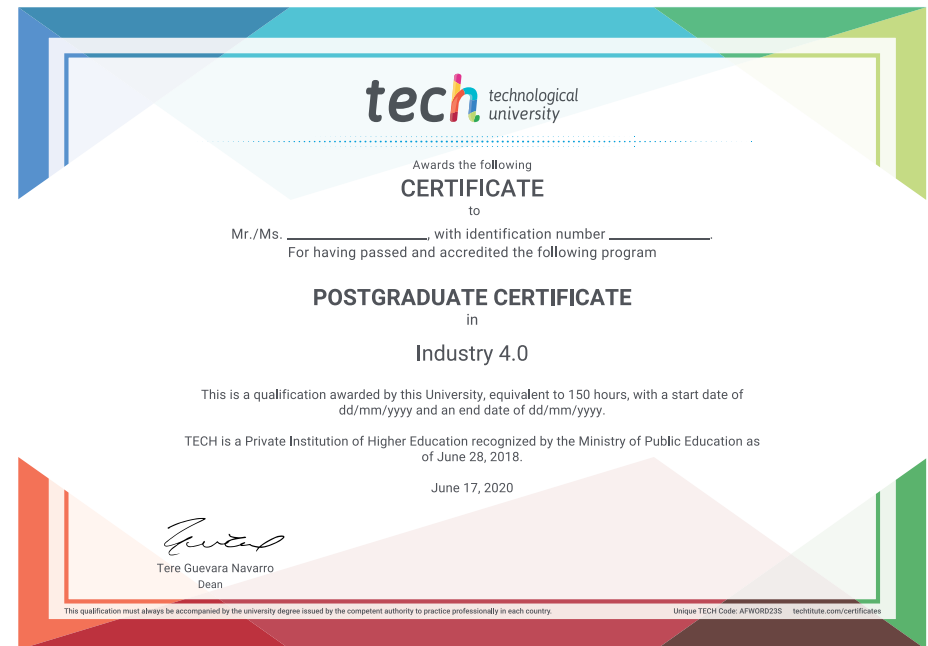 tech technological
university
Awards the following
CERTIFICATE
to
Mr./Ms. ____________________, with identification number ______________.
For having passed and accredited the following program
POSTGRADUATE CERTIFICATE
in
Industry 4.0
This is a qualification awarded by this University, equivalent to 150 hours, with a start date of
dd/mm/yyyy and an end date of dd/mm/yyyy.
TECH is a Private Institution of Higher Education recognized by the Ministry of Public Education as
of June 28, 2018.
June 17, 2020
Tere Guevara Navarro
Dean
This qualification must always be accompanied by the university degree issued by the competent authority to practice professionally in each country.
Unique TECH Code: AFWORD23S techtitute.com/certificates